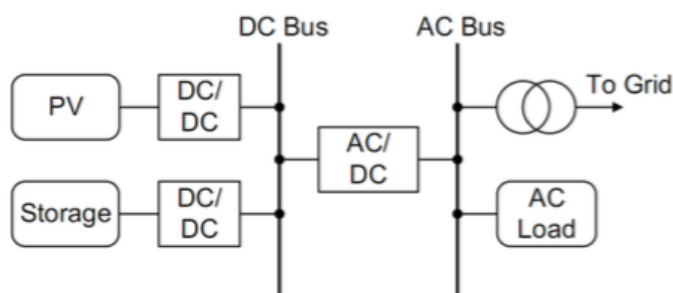 DC Bus
AC Bus
PV
DC/
DC
AC/
DC
To Grid
Storage
DC/
DC
AC
Load